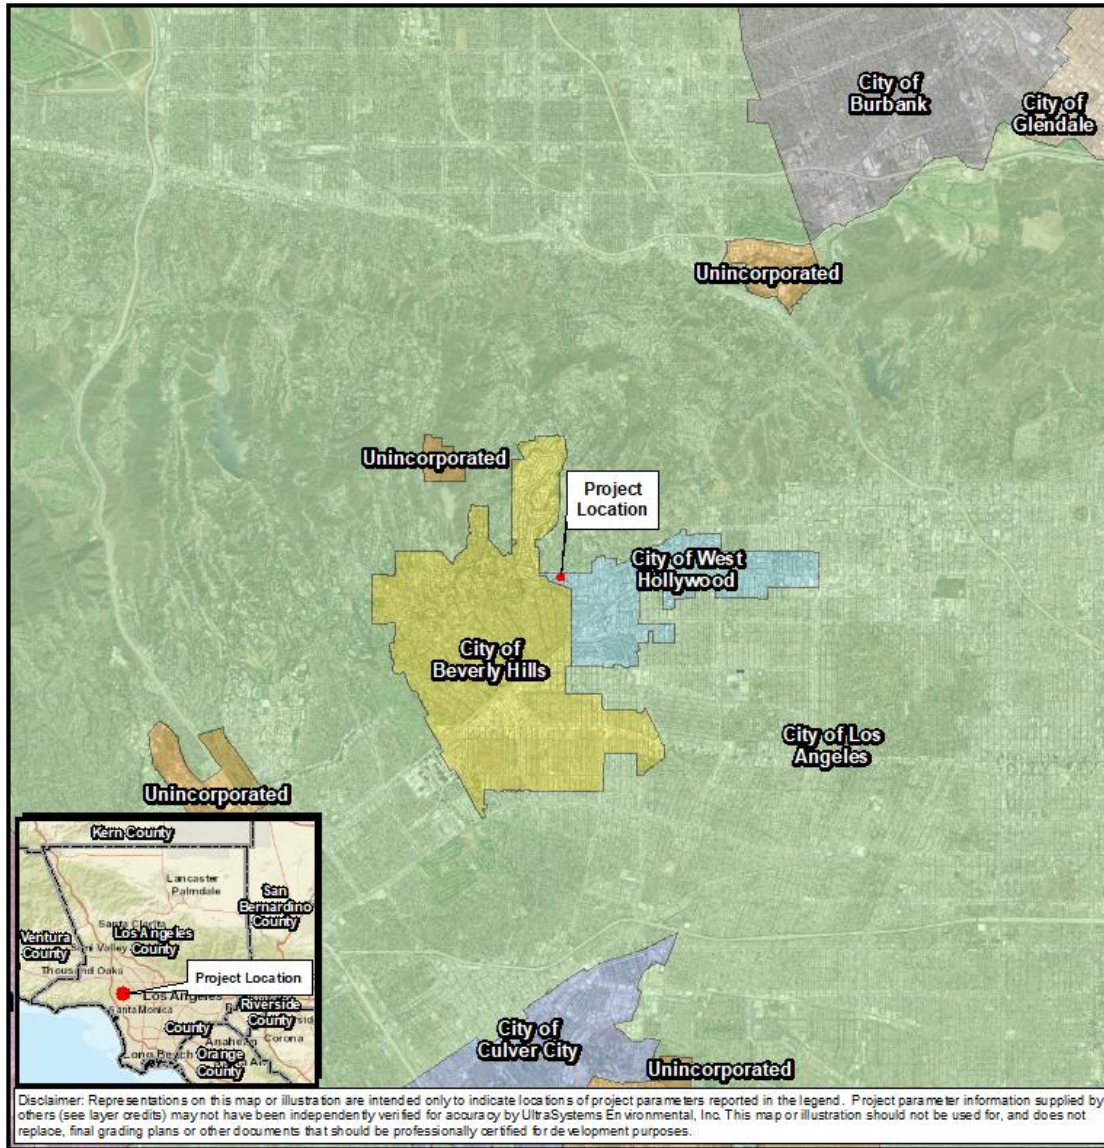 City of
Burbank
City of
Glendale
Unincorporated
Unincorporated
Project
Location
City of West
Hollywood
City of
Beverly Hills
City of Los
Angeles
Unincorporated
Kern County
Lancaster
Palmdale
San
Bernardino
County
Santa Clarita
Ventura
County
Los Angeles
County
Simi Valley
Thousand Oaks
Project Location
Los Angeles
Santa Monica
Riverside
County
County
Anaheim
Corona
Long Beach
Orange
County
City of
Culver City
Unincorporated
Disclaimer: Representations on this map or illustration are intended only to indicate locations of project parameters reported in the legend. Project parameter information supplied by
others (see layer credits) may not have been independently verified for accuracy by UltraSystems Environmental, Inc. This map or illustration should not be used for, and does not
replace, final grading plans or other documents that should be professionally certified for development purposes.